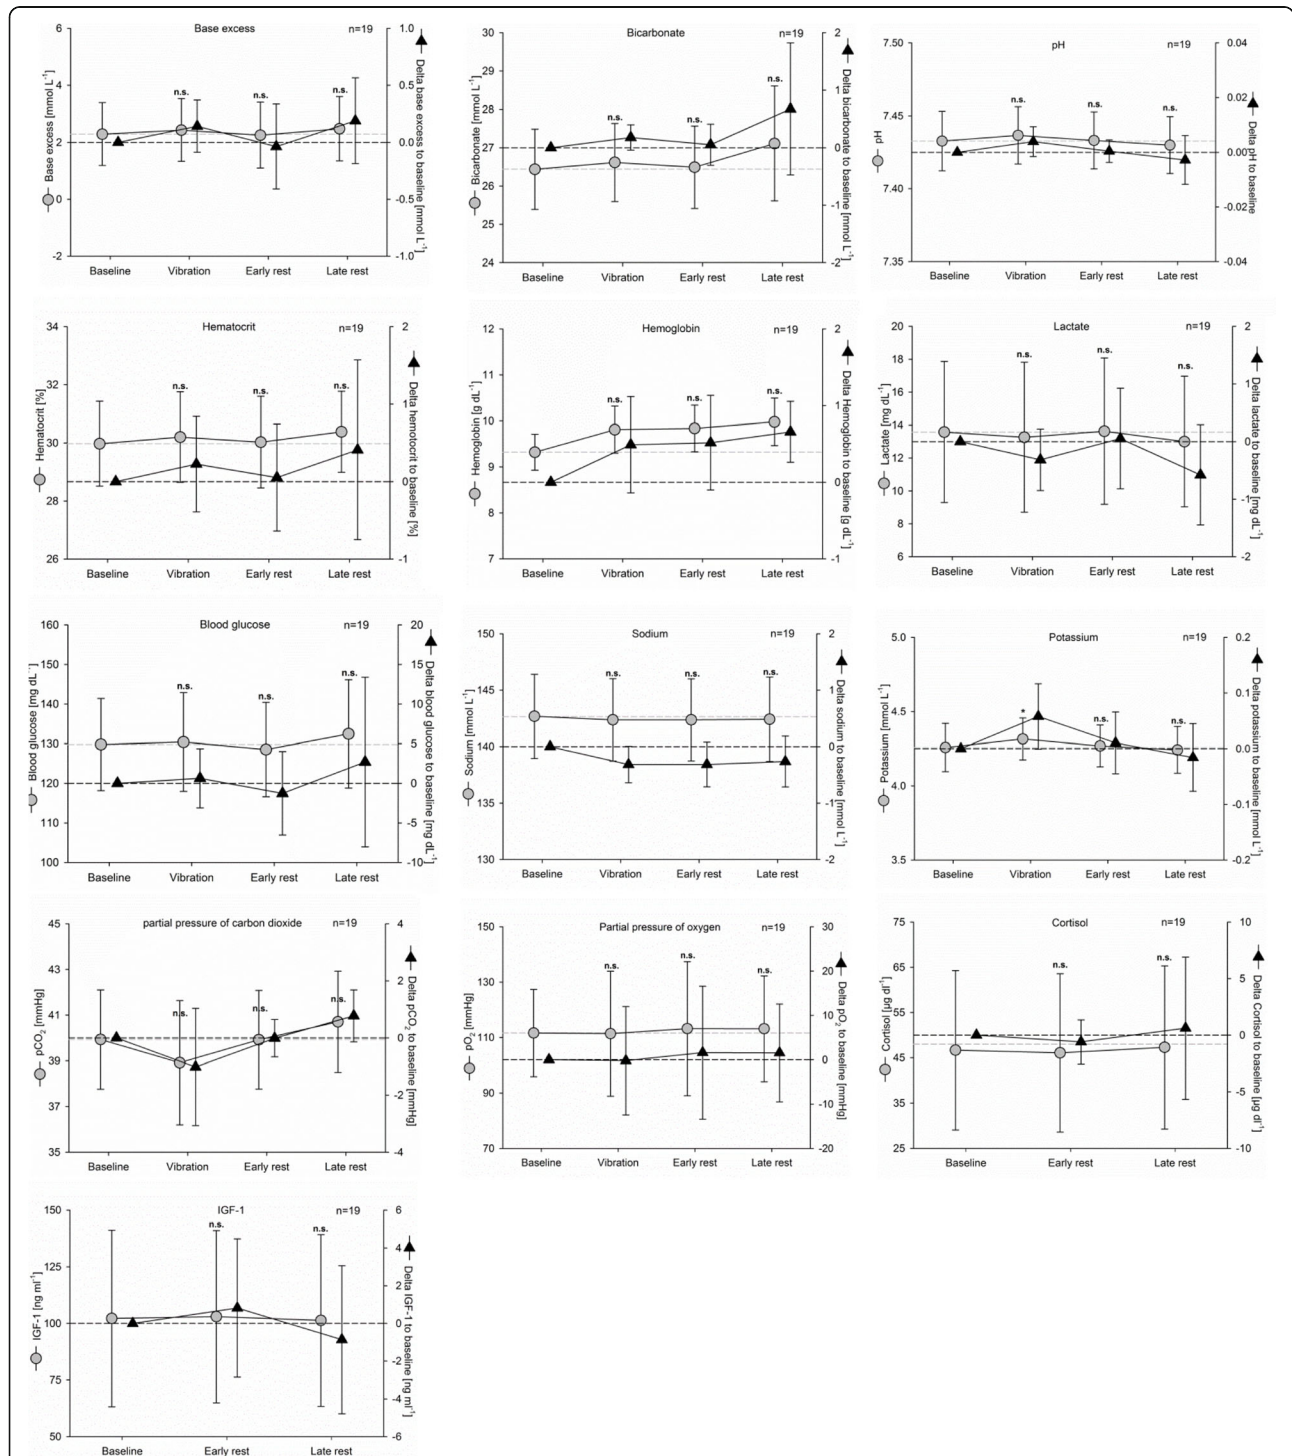 Base excess
n=19
Base excess [mmol L⁻¹]
6
4
2
0
-2
n.s.
n.s.
n.s.
1.0
0.5
0.0
-0.5
-1.0
Delta base excess to baseline [mmol L⁻¹]
Baseline
Vibration
Early rest
Late rest
Bicarbonate
n=19
Bicarbonate [mmol L⁻¹]
30
29
28
27
26
25
24
n.s.
n.s.
n.s.
2
1
0
-1
-2
Delta bicarbonate to baseline [mmol L⁻¹]
Baseline
Vibration
Early rest
Late rest
pH
n=19
pH
7.50
7.45
7.40
7.35
n.s.
n.s.
n.s.
0.04
0.02
0.00
-0.02
-0.04
Delta pH to baseline
Baseline
Vibration
Early rest
Late rest
Hematocrit
n=19
Hematocrit [%]
34
32
30
28
26
n.s.
n.s.
n.s.
2
1
0
-1
Delta hemotocrit to baseline [%]
Baseline
Vibration
Early rest
Late rest
Hemoglobin
n=19
Hemoglobin [g dL⁻¹]
12
11
10
9
8
7
n.s.
n.s.
n.s.
2
1
0
-1
Delta Hemoglobin to baseline [g dL⁻¹]
Baseline
Vibration
Early rest
Late rest
Lactate
n=19
Lactate [mg dL⁻¹]
20
18
16
14
12
10
8
6
n.s.
n.s.
n.s.
2
1
0
-1
-2
Delta lactate to baseline [mg dL⁻¹]
Baseline
Vibration
Early rest
Late rest
Blood glucose
n=19
Blood glucose [mg dL⁻¹]
160
150
140
130
120
110
100
n.s.
n.s.
n.s.
20
15
10
5
0
-5
-10
Delta blood glucose to baseline [mg dL⁻¹]
Baseline
Vibration
Early rest
Late rest
Sodium
n=19
Sodium [mmol L⁻¹]
150
145
140
135
130
n.s.
n.s.
n.s.
2
1
0
-1
-2
Delta sodium to baseline [mmol L⁻¹]
Baseline
Vibration
Early rest
Late rest
Potassium
n=19
Potassium [mmol L⁻¹]
5.0
4.5
4.0
3.5
*
n.s.
n.s.
0.2
0.1
0.0
-0.1
-0.2
Delta potassium to baseline [mmol L⁻¹]
Baseline
Vibration
Early rest
Late rest
partial pressure of carbon dioxide
n=19
pCO₂ [mmHg]
45
43
41
39
37
35
n.s.
n.s.
n.s.
4
2
0
-2
-4
Delta pCO2 to baseline [mmHg]
Baseline
Vibration
Early rest
Late rest
Partial pressure of oxygen
n=19
pO₂ [mmHg]
150
130
110
90
70
n.s.
n.s.
n.s.
30
20
10
0
-10
-20
Delta pO2 to baseline [mmHg]
Baseline
Vibration
Early rest
Late rest
Cortisol
n=19
Cortisol [µg dl⁻¹]
75
65
55
45
35
25
n.s.
n.s.
10
5
0
-5
-10
Delta Cortisol to baseline [µg dl⁻¹]
Baseline
Early rest
Late rest
IGF-1
n=19
IGF-1 [ng ml⁻¹]
150
125
100
75
50
n.s.
n.s.
6
4
2
0
-2
-4
-6
Delta IGF-1 to baseline [ng ml⁻¹]
Baseline
Early rest
Late rest